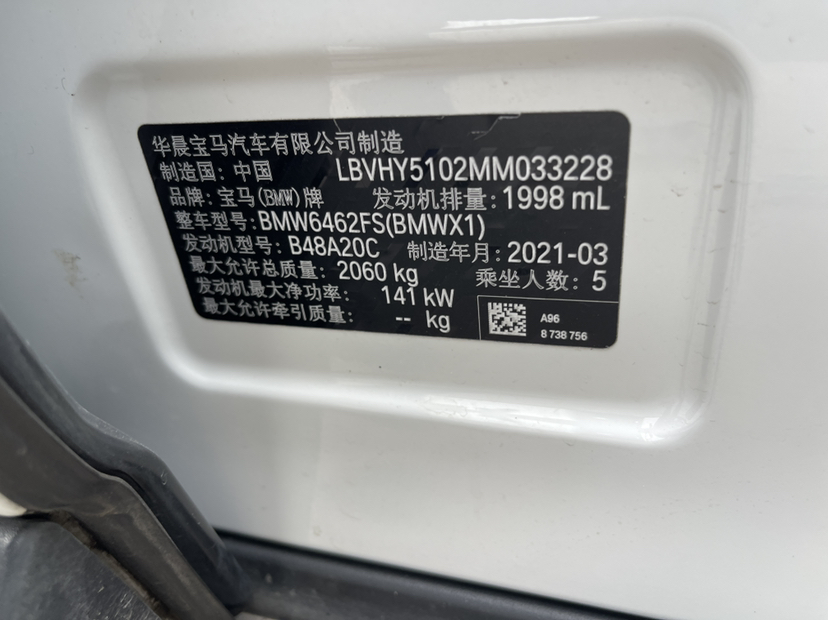 华晨宝马汽车有限公司制造
制造国: 中国 LBVHY5102MM033228
品牌: 宝马(BMW)牌 发动机排量: 1998 mL
整车型号: BMW6462FS(BMWX1)
发动机型号: B48A20C 制造年月: 2021-03
最大允许总质量: 2060 kg 乘坐人数: 5
发动机最大净功率: 141 kW
最大允许牵引质量: -- kg
A96
8 738 756